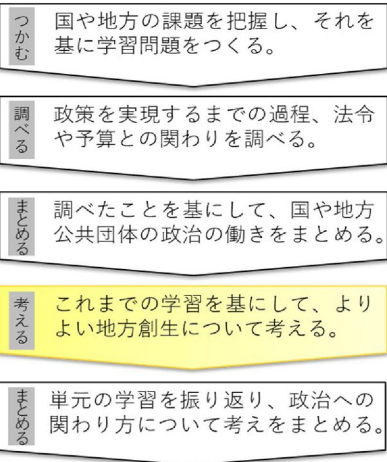 つかむ
国や地方の課題を把握し、それを
基に学習問題をつくる。
調べる
政策を実現するまでの過程、法令
や予算との関わりを調べる。
まとめる
調べたことを基にして、国や地方
公共団体の政治の働きをまとめる。
考える
これまでの学習を基にして、より
よい地方創生について考える。
まとめる
単元の学習を振り返り、政治への
関わり方について考えをまとめる。